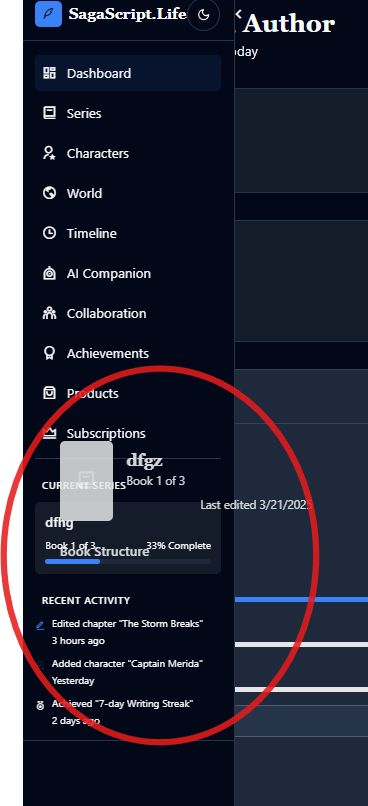 SagaScript.Life
Author
oday
Dashboard
Series
Characters
World
Timeline
AI Companion
Collaboration
Achievements
Products
Subscriptions
dfgz
Book 1 of 3
CURRENT SERIES
Last edited 3/21/2025
dfhg
Book 1 of 3 33% Complete
Book Structure
RECENT ACTIVITY
Edited chapter "The Storm Breaks"
3 hours ago
Added character "Captain Merida"
Yesterday
Achieved "7-day Writing Streak"
2 days ago